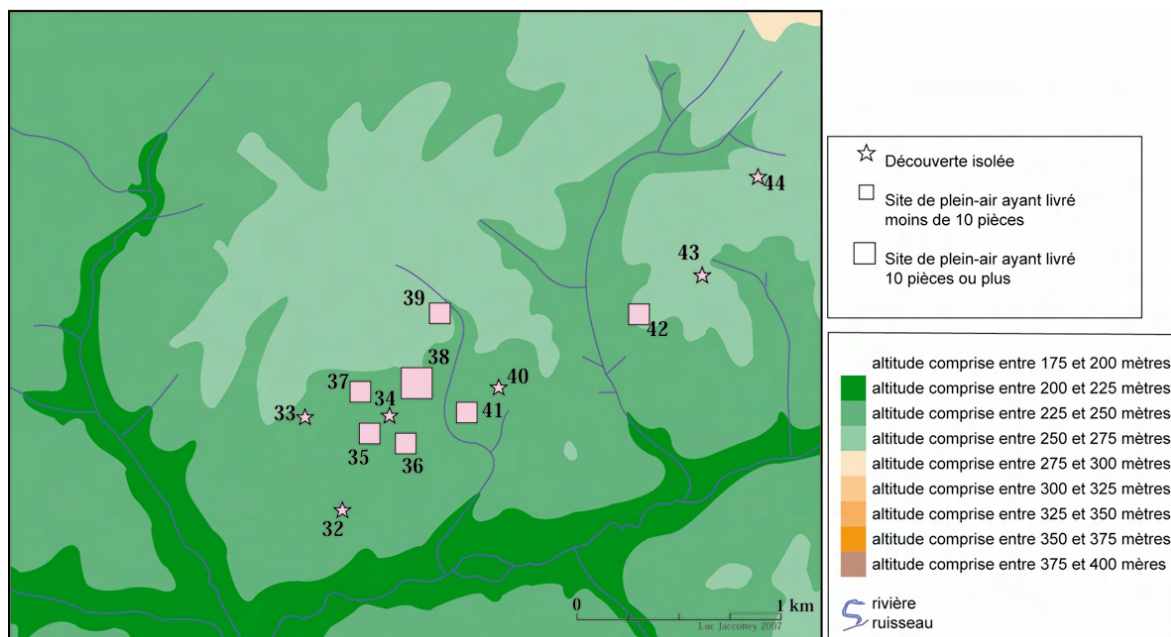 44
43
39
42
38
37
40
34
33
41
35
36
32
0
1 km
Luc Jaccottey 2007
Découverte isolée
Site de plein-air ayant livré
moins de 10 pièces
Site de plein-air ayant livré
10 pièces ou plus
altitude comprise entre 175 et 200 mètres
altitude comprise entre 200 et 225 mètres
altitude comprise entre 225 et 250 mètres
altitude comprise entre 250 et 275 mètres
altitude comprise entre 275 et 300 mètres
altitude comprise entre 300 et 325 mètres
altitude comprise entre 325 et 350 mètres
altitude comprise entre 350 et 375 mètres
altitude comprise entre 375 et 400 mères
rivière
ruisseau